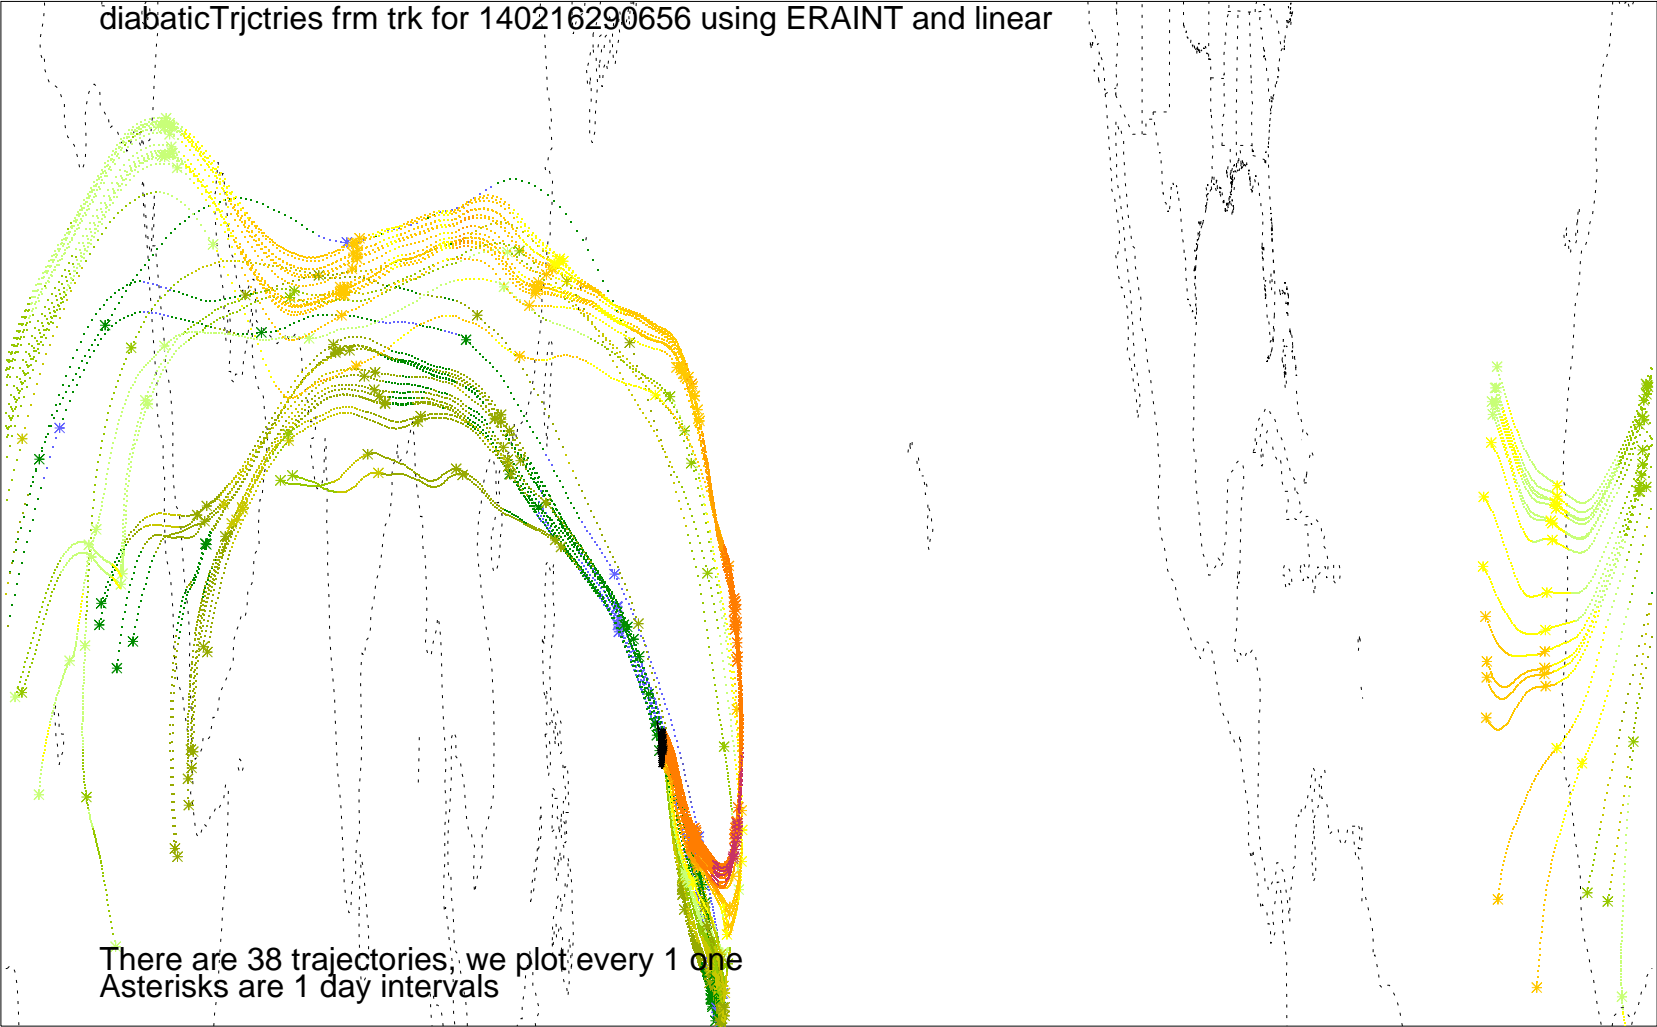 diabaticTrjctries frm trk for 140216290656 using ERAINT and linear
There are 38 trajectories, we plot every 1 one
Asterisks are 1 day intervals